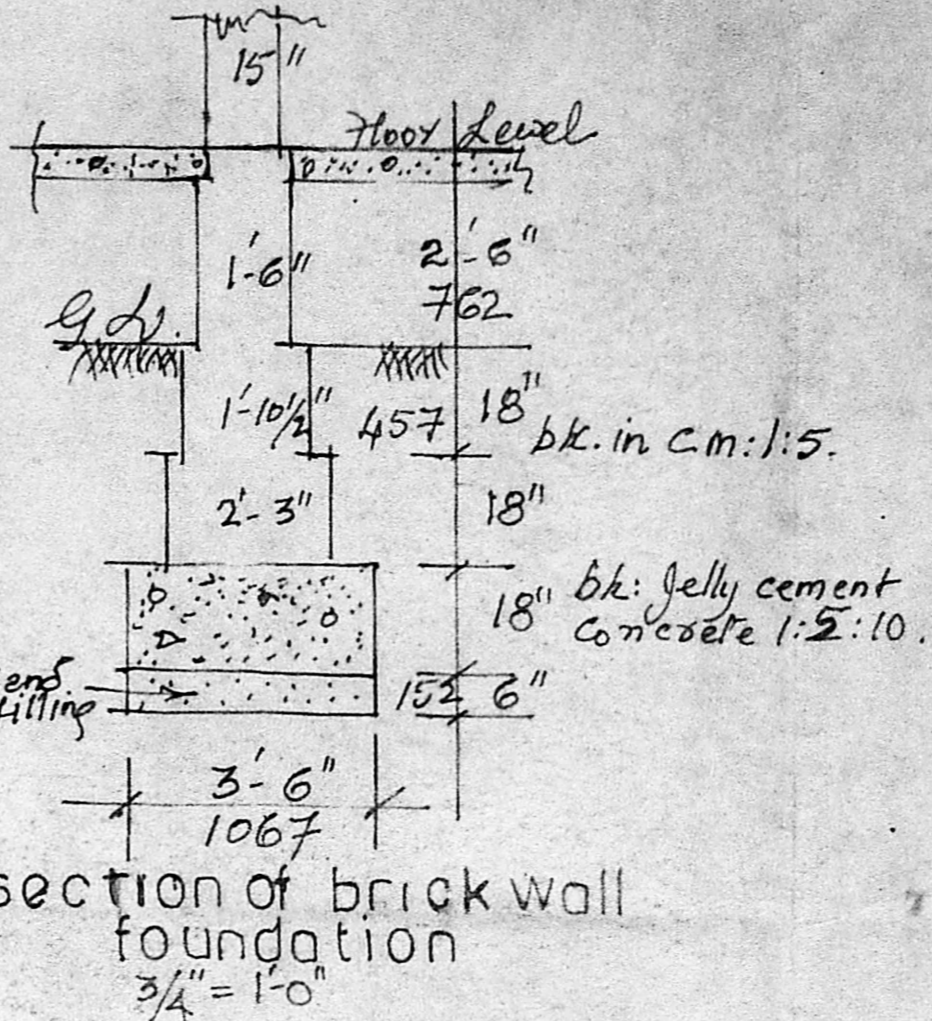 15"
Floor Level
1'-6"
2'-6"
762
G L.
1'-10 1/2"
457
18"
bk. in c.m:1:5.
2'-3"
18"
18"
bk: Jelly cement
concrete 1:5:10.
filling
152
6"
3'-6"
1067
section of brick wall
foundation
3/4" = 1'-0"